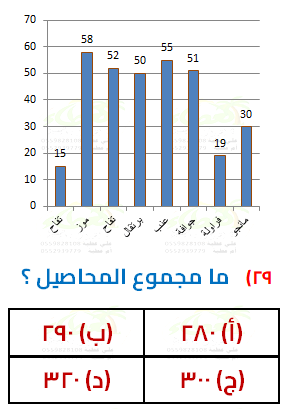 70
60
50
40
30
20
10
0
15
58
52
50
55
51
19
30
تفاح
موز
تفاح
برتقال
عنب
جوافة
فراولة
مانجو
٢٩) ما مجموع المحاصيل ؟
(أ) ٢٨٠ (ب) ٢٩٠
(ج) ٣٠٠ (د) ٣٢٠